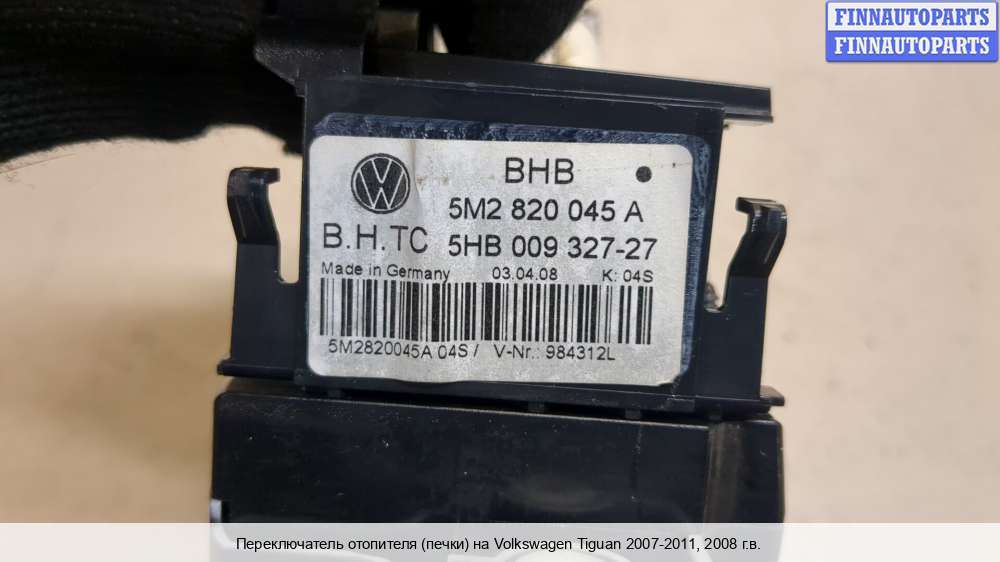 FINNAUTOPARTS
FINNAUTOPARTS
BHB
5M2 820 045 A
B.H.TC 5HB 009 327-27
Made in Germany 03.04.08 K: 04S
5M2820045A 04S / V-Nr.: 984312L
Переключатель отопителя (печки) на Volkswagen Tiguan 2007-2011, 2008 г.в.